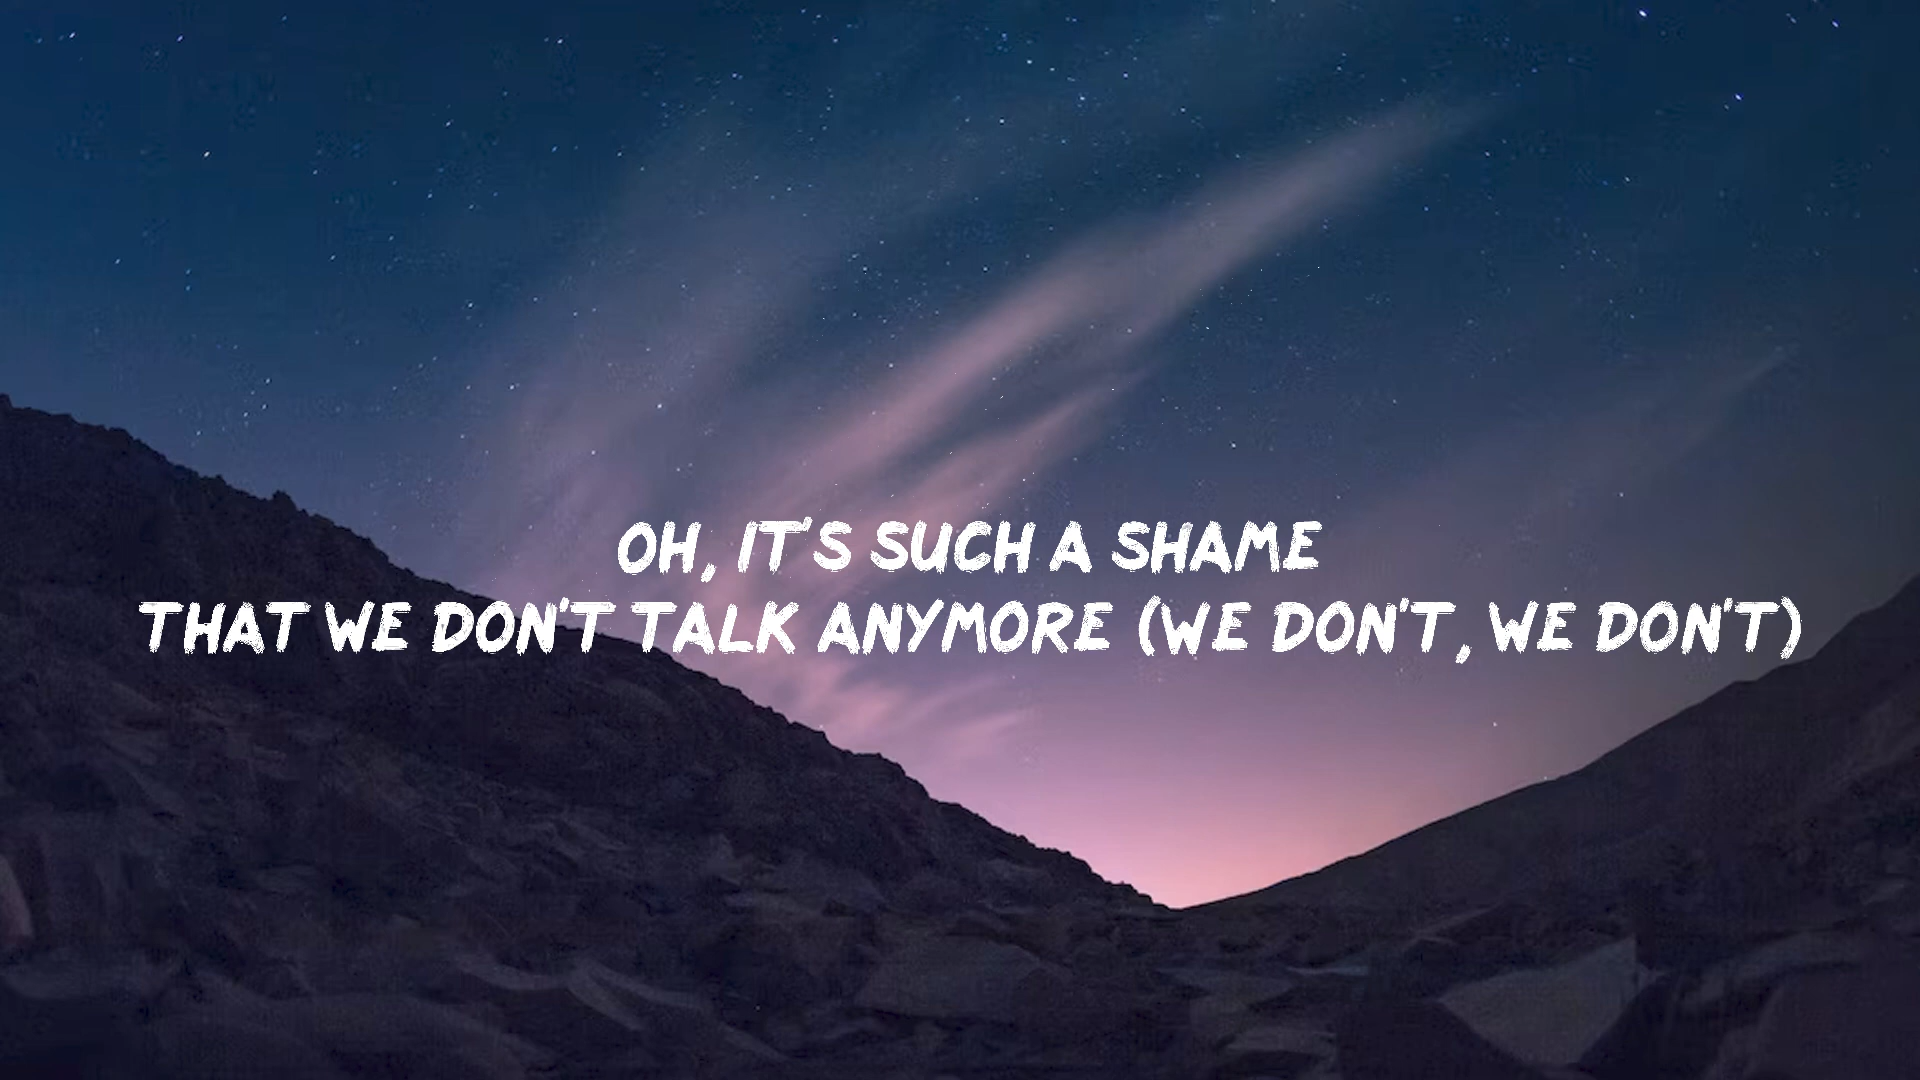 OH, IT'S SUCH A SHAME
THAT WE DON'T TALK ANYMORE (WE DON'T, WE DON'T)